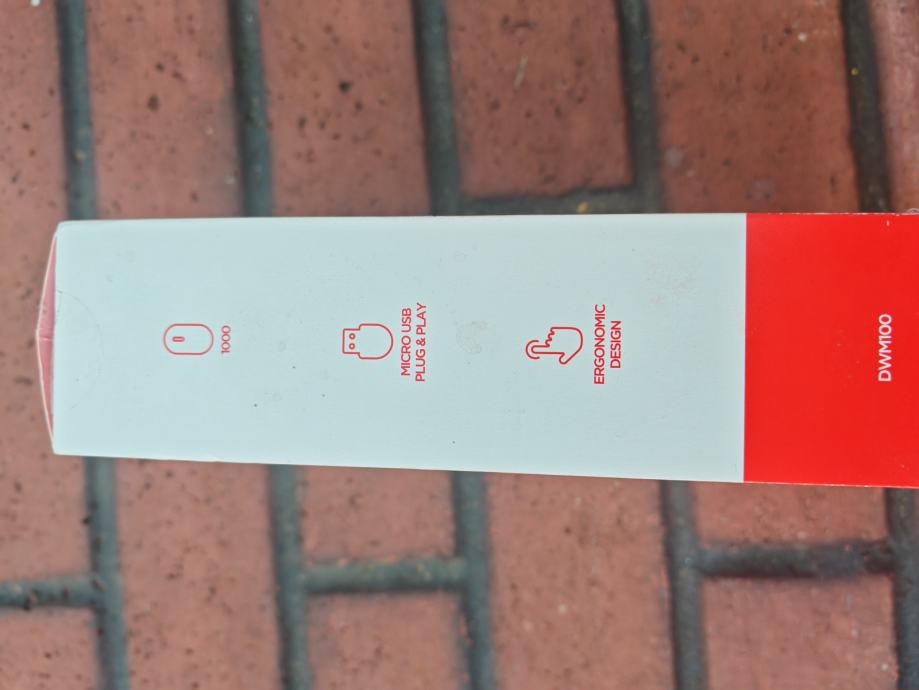 1000
MICRO USB
PLUG & PLAY
ERGONOMIC
DESIGN
DWM100